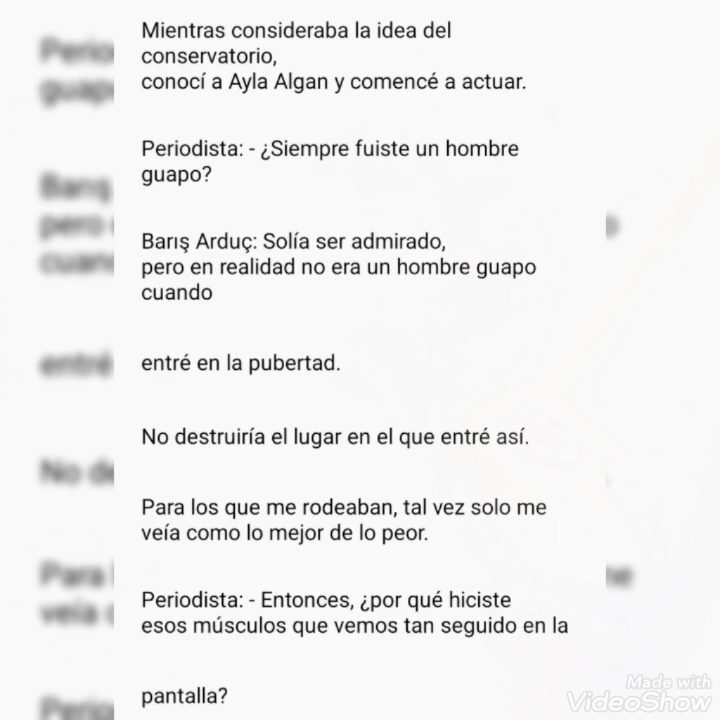 Mientras consideraba la idea del
conservatorio,
conocí a Ayla Algan y comencé a actuar.
Periodista: - ¿Siempre fuiste un hombre
guapo?
Barış Arduç: Solía ser admirado,
pero en realidad no era un hombre guapo
cuando
entré en la pubertad.
No destruiría el lugar en el que entré así.
Para los que me rodeaban, tal vez solo me
veía como lo mejor de lo peor.
Periodista: - Entonces, ¿por qué hiciste
esos músculos que vemos tan seguido en la
pantalla?
Made with
VideoShow